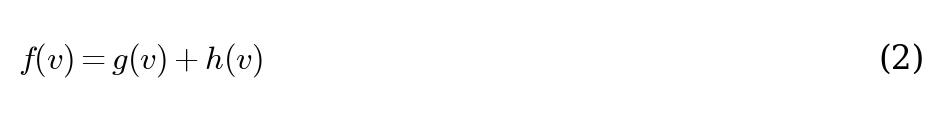 f(v) = g(v) + h(v) (2)